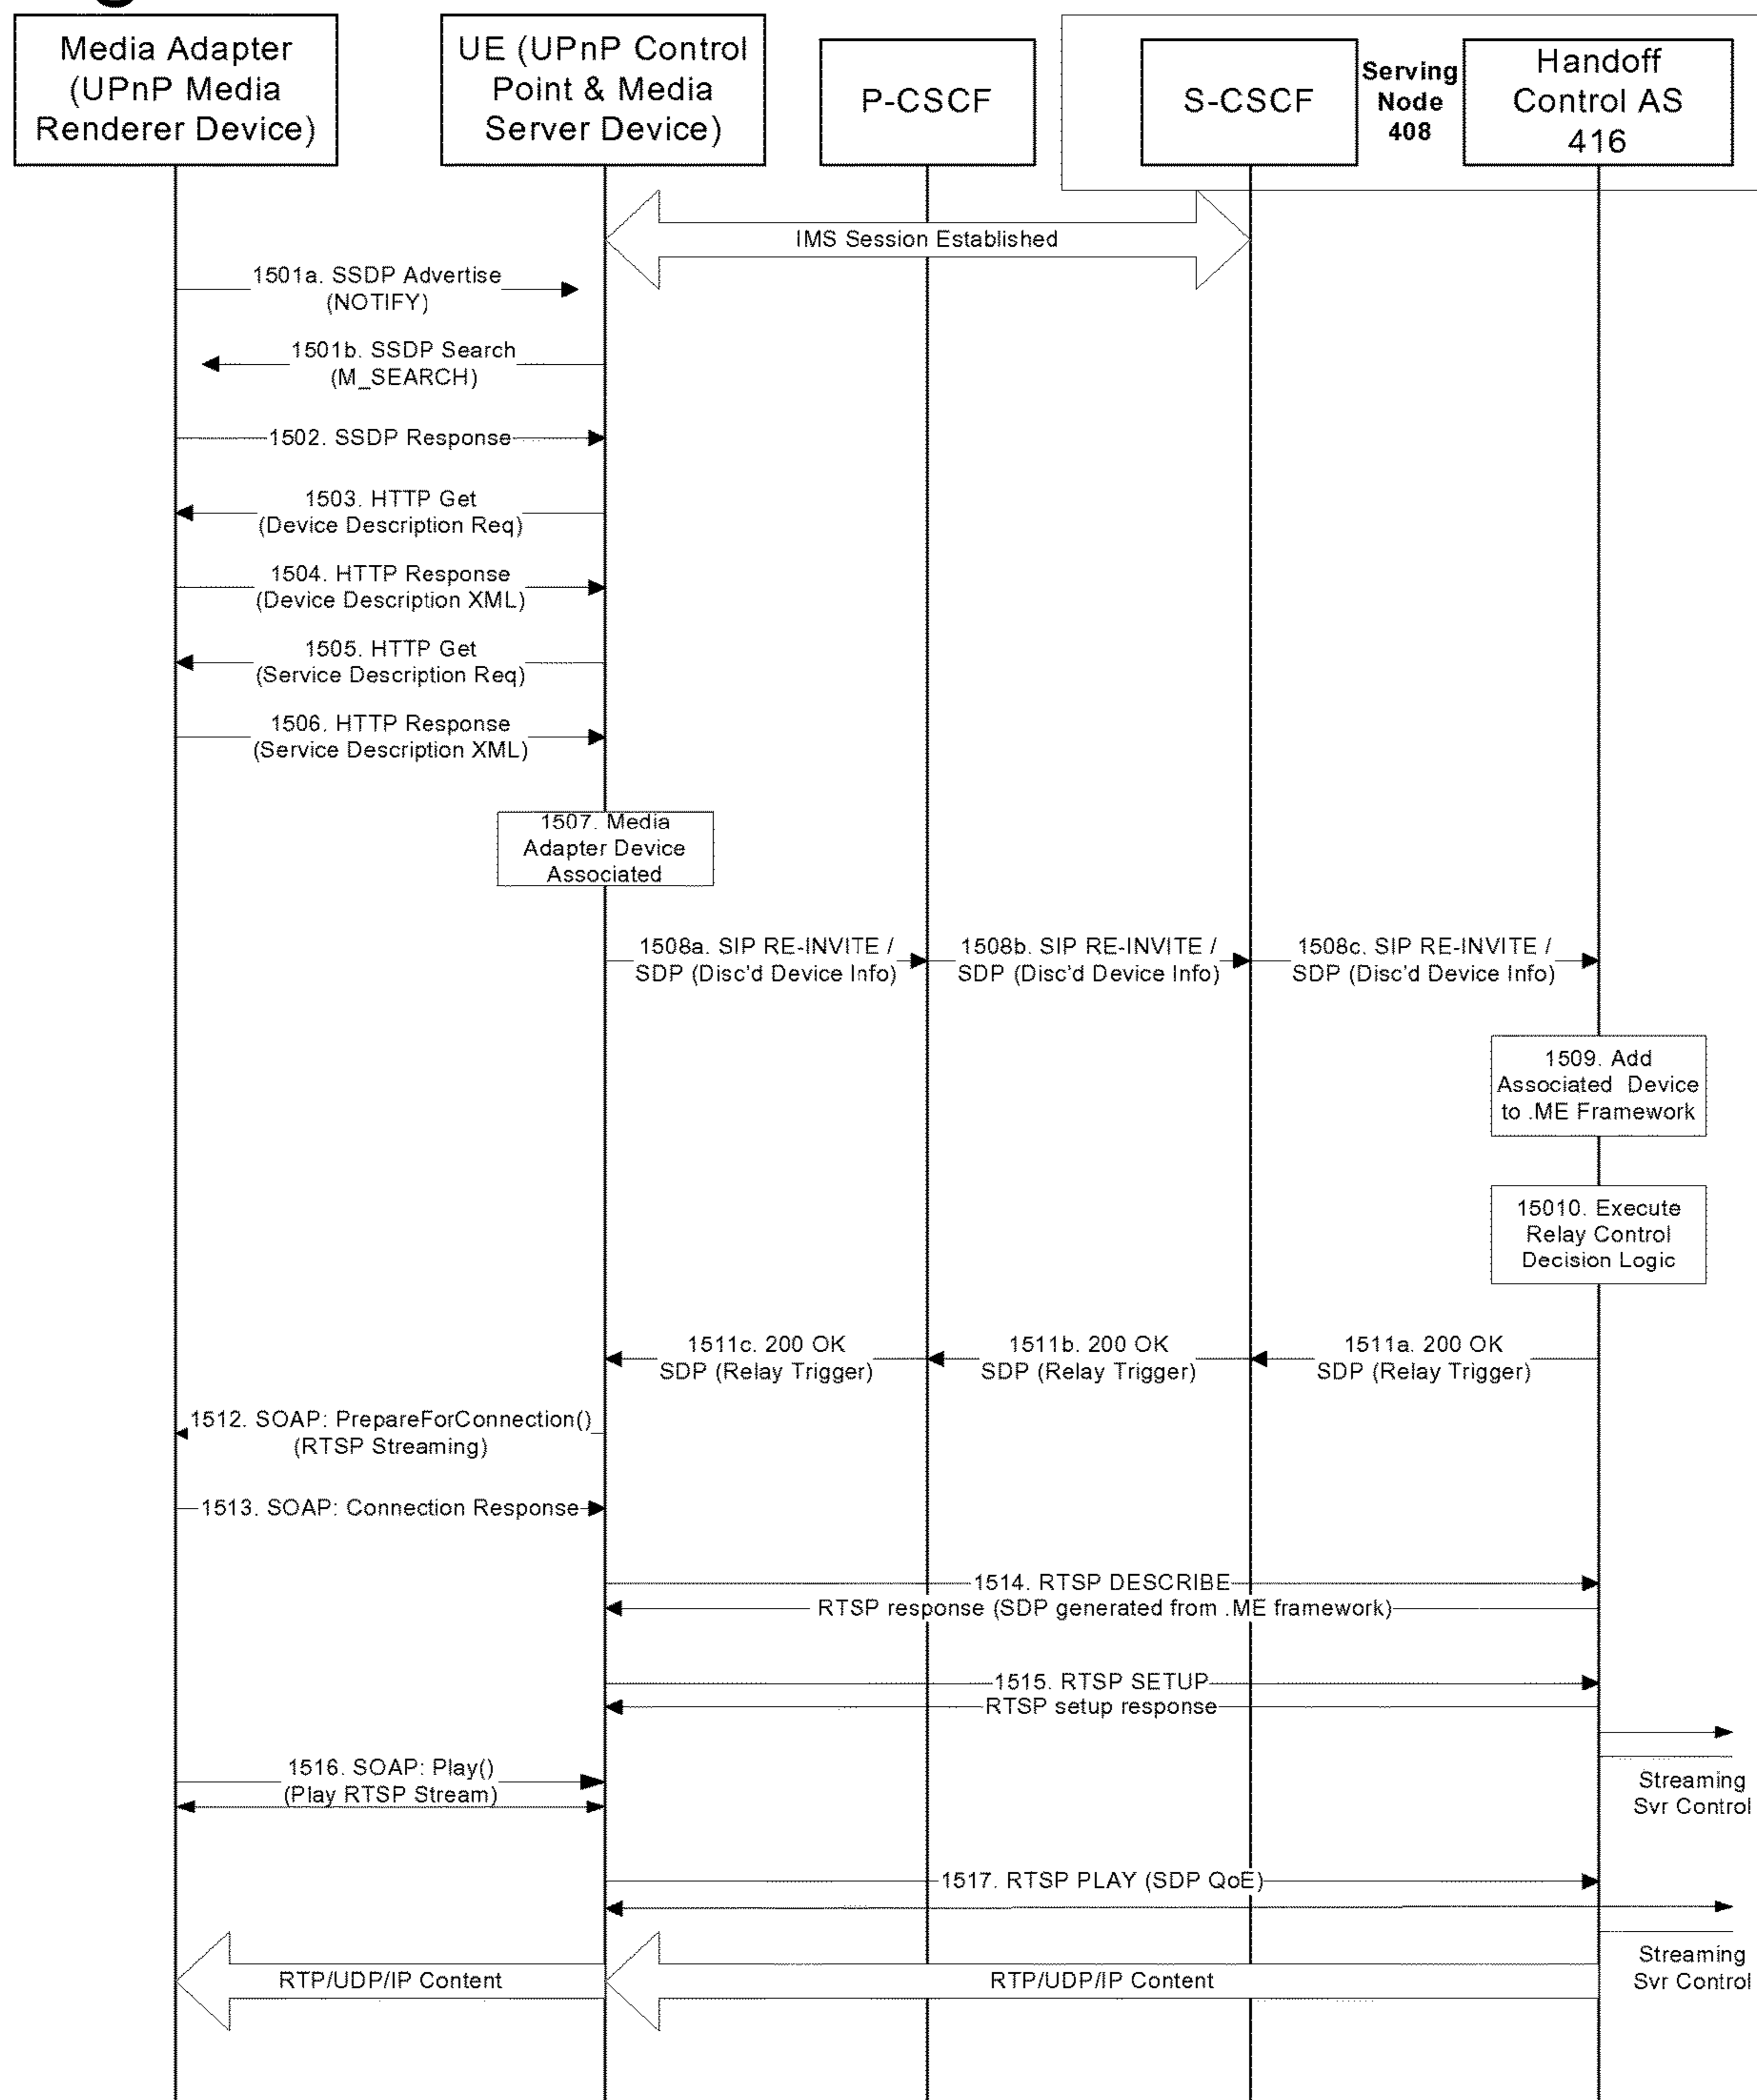 Media Adapter
(UPnP Media
Renderer Device)
UE (UPnP Control
Point & Media
Server Device)
P-CSCF
S-CSCF
Serving
Node
408
Handoff
Control AS
416
IMS Session Established
1501a. SSDP Advertise
(NOTIFY)
1501b. SSDP Search
(M_SEARCH)
1502. SSDP Response
1503. HTTP Get
(Device Description Req)
1504. HTTP Response
(Device Description XML)
1505. HTTP Get
(Service Description Req)
1506. HTTP Response
(Service Description XML)
1507. Media
Adapter Device
Associated
1508a. SIP RE-INVITE /
SDP (Disc'd Device Info)
1508b. SIP RE-INVITE /
SDP (Disc'd Device Info)
1508c. SIP RE-INVITE /
SDP (Disc'd Device Info)
1509. Add
Associated Device
to .ME Framework
15010. Execute
Relay Control
Decision Logic
1511c. 200 OK
SDP (Relay Trigger)
1511b. 200 OK
SDP (Relay Trigger)
1511a. 200 OK
SDP (Relay Trigger)
1512. SOAP: PrepareForConnection()
(RTSP Streaming)
1513. SOAP: Connection Response
1514. RTSP DESCRIBE
RTSP response (SDP generated from .ME framework)
1515. RTSP SETUP
RTSP setup response
1516. SOAP: Play()
(Play RTSP Stream)
Streaming
Svr Control
1517. RTSP PLAY (SDP QoE)
Streaming
Svr Control
RTP/UDP/IP Content
RTP/UDP/IP Content